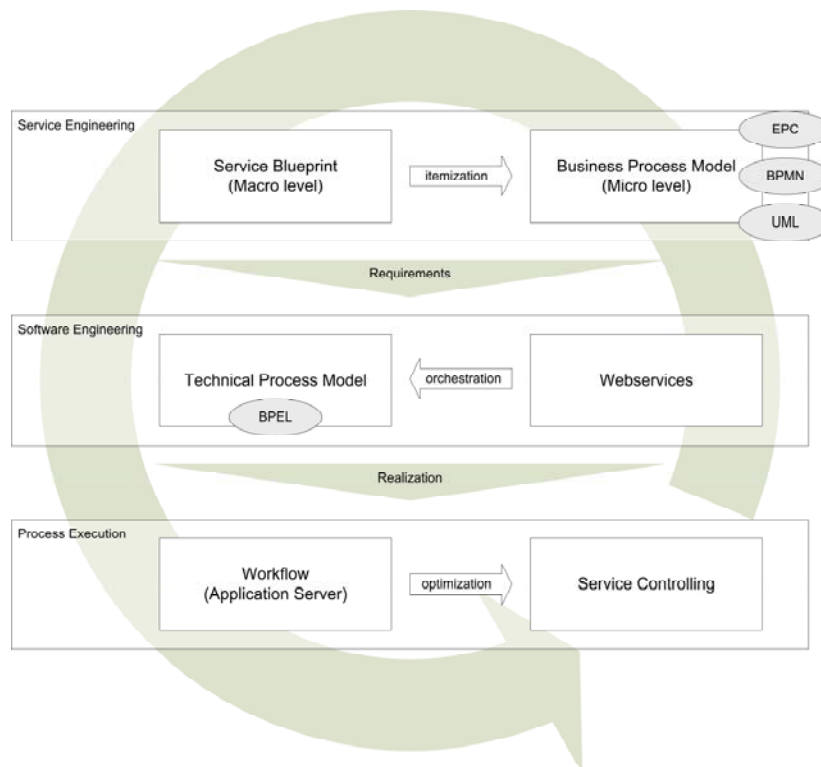 Service Engineering
EPC
Service Blueprint
(Macro level)
itemization
Business Process Model
(Micro level)
BPMN
UML
Requirements
Software Engineering
Technical Process Model
orchestration
Webservices
BPEL
Realization
Process Execution
Workflow
(Application Server)
optimization
Service Controlling